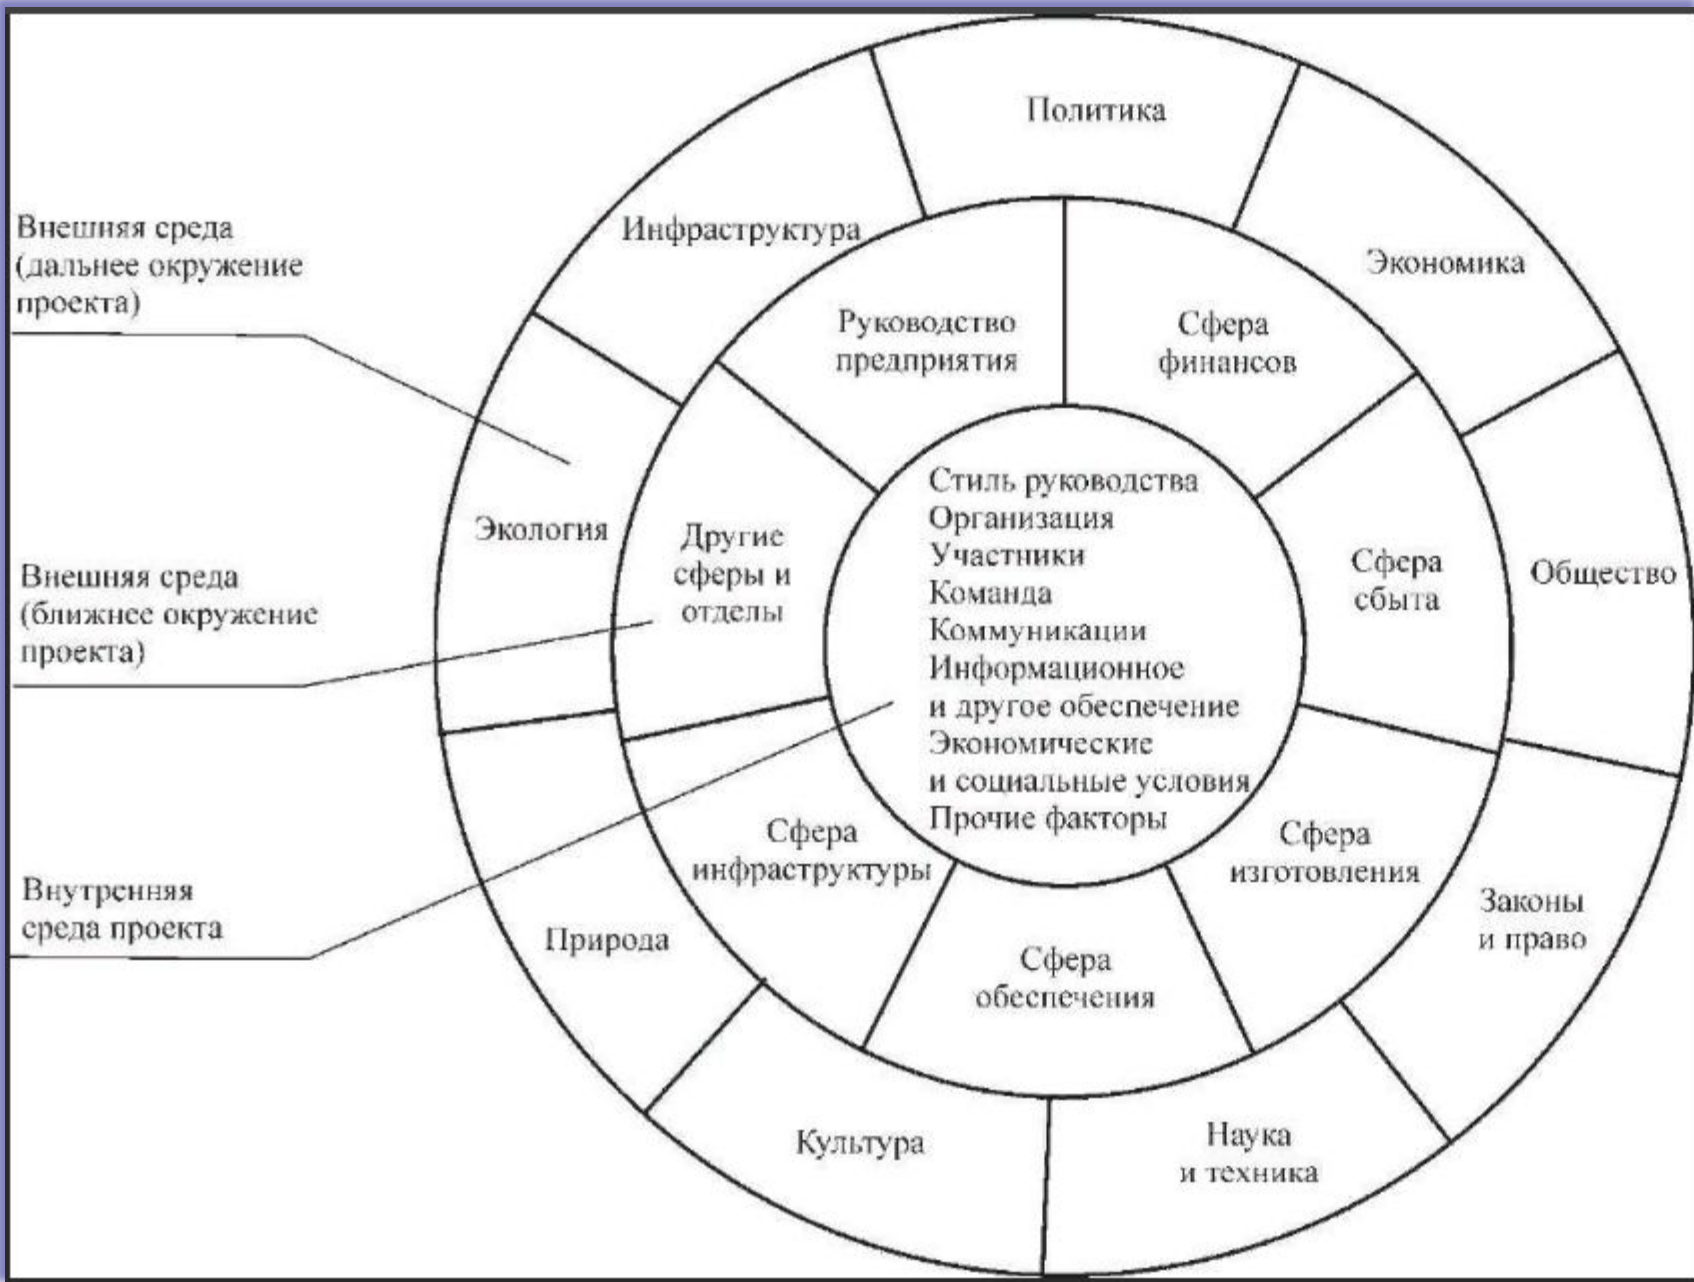 Политика
Инфраструктура
Экономика
Внешняя среда
(дальнее окружение
проекта)
Руководство
предприятия
Сфера
финансов
Стиль руководства
Организация
Участники
Команда
Коммуникации
Информационное
и другое обеспечение
Экономические
и социальные условия
Прочие факторы
Экология
Другие
сферы и
отделы
Сфера
сбыта
Общество
Внешняя среда
(ближнее окружение
проекта)
Сфера
инфраструктуры
Сфера
изготовления
Внутренняя
среда проекта
Природа
Сфера
обеспечения
Законы
и право
Культура
Наука
и техника